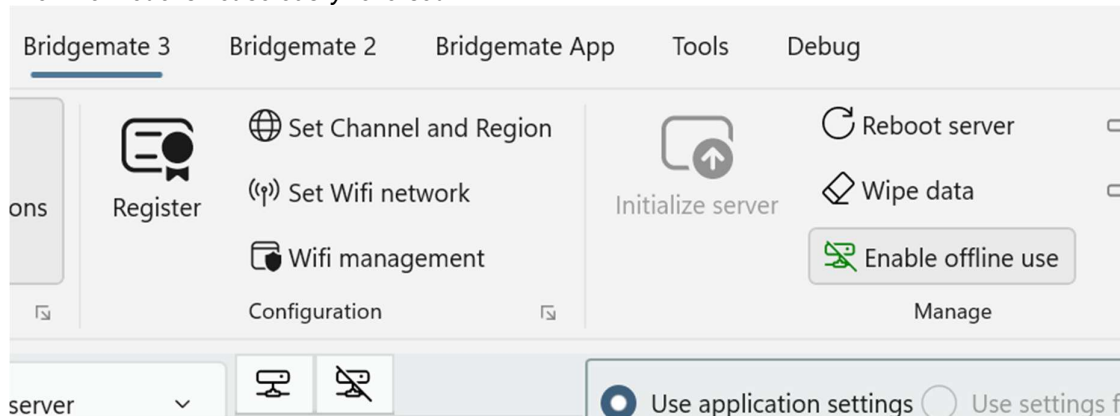 Bridgemate 3 Bridgemate 2 Bridgemate App Tools Debug
ons
Register
Set Channel and Region
Set Wifi network
Wifi management
Configuration
Initialize server
Reboot server
Wipe data
Enable offline use
Manage
server
Use application settings
Use settings